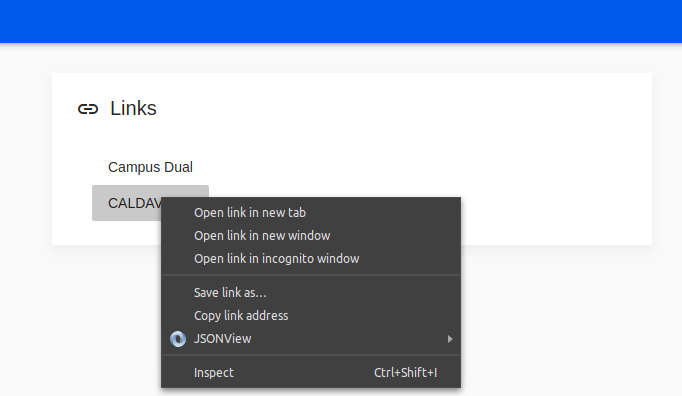 Links
Campus Dual
CALDAV
Open link in new tab
Open link in new window
Open link in incognito window
Save link as...
Copy link address
JSONView
Inspect Ctrl+Shift+I